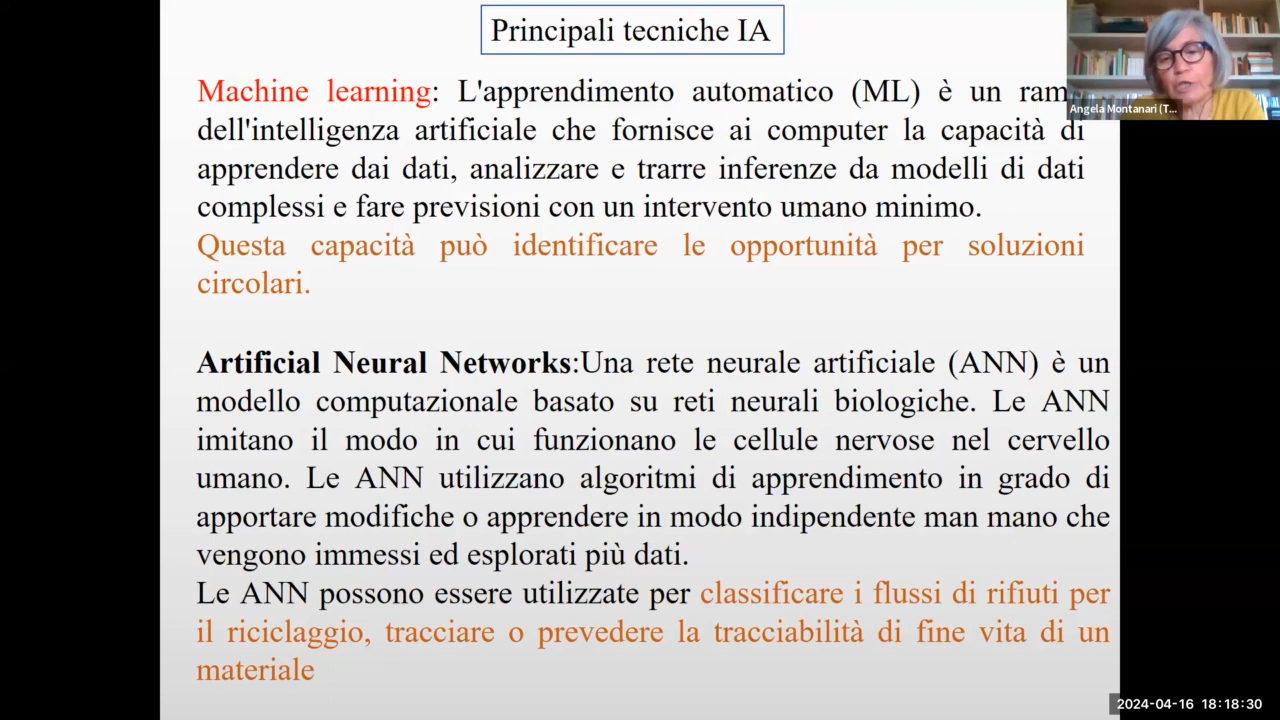 Principali tecniche IA
Machine learning: L'apprendimento automatico (ML) è un ram
dell'intelligenza artificiale che fornisce ai computer la capacità di
apprendere dai dati, analizzare e trarre inferenze da modelli di dati
complessi e fare previsioni con un intervento umano minimo.
Questa capacità può identificare le opportunità per soluzioni
circolari.
Artificial Neural Networks:Una rete neurale artificiale (ANN) è un
modello computazionale basato su reti neurali biologiche. Le ANN
imitano il modo in cui funzionano le cellule nervose nel cervello
umano. Le ANN utilizzano algoritmi di apprendimento in grado di
apportare modifiche o apprendere in modo indipendente man mano che
vengono immessi ed esplorati più dati.
Le ANN possono essere utilizzate per classificare i flussi di rifiuti per
il riciclaggio, tracciare o prevedere la tracciabilità di fine vita di un
materiale
Angela Montanari (T...
2024-04-16 18:18:30